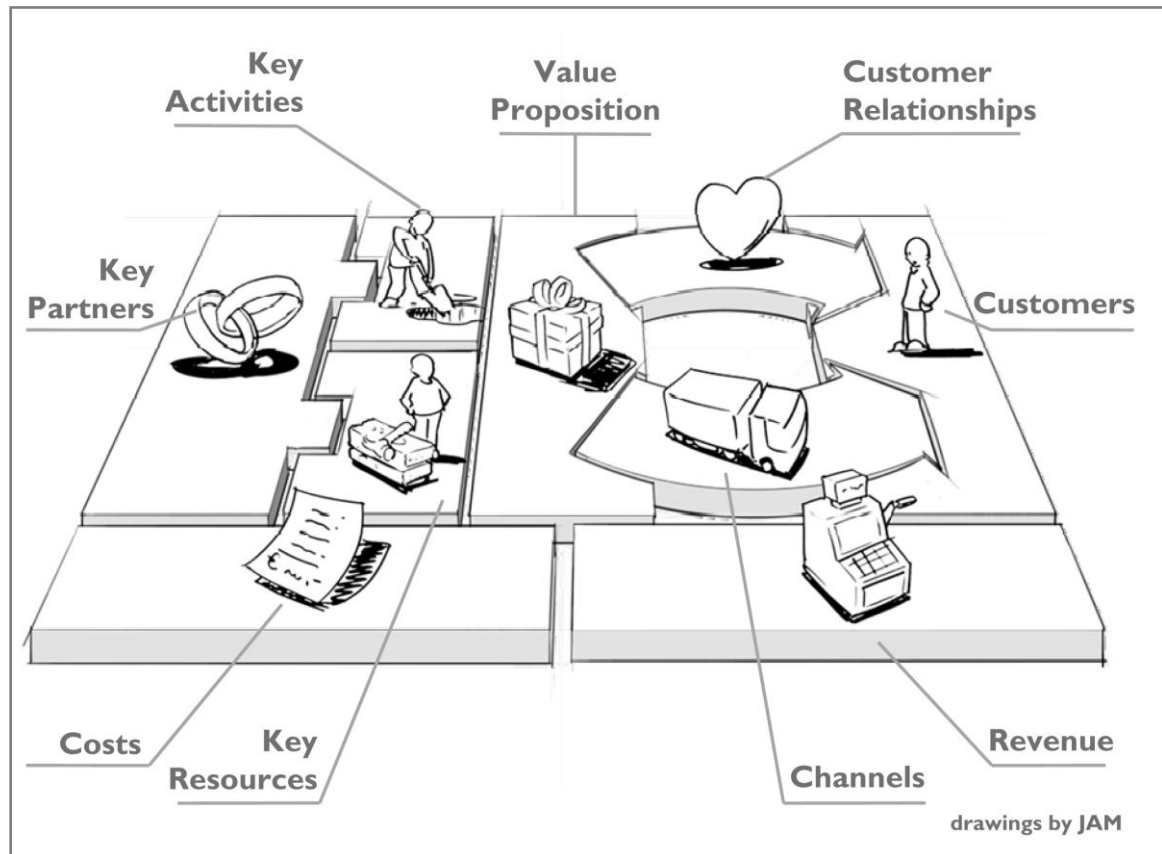 Key
Activities
Value
Proposition
Customer
Relationships
Key
Partners
Customers
Costs
Key
Resources
Channels
Revenue
drawings by JAM